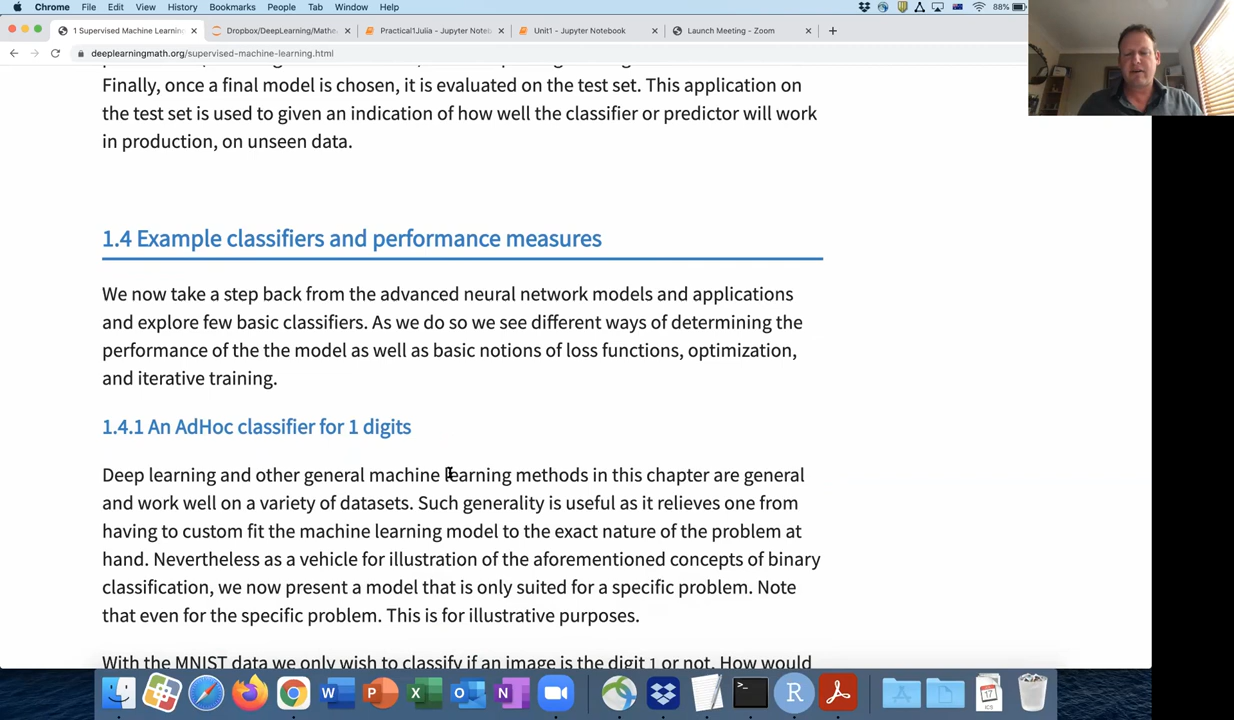 Chrome File Edit View History Bookmarks People Tab Window Help 88%
1 Supervised Machine Learnin
Dropbox/DeepLearning/Mathe
Practical1Julia - Jupyter Noteb
Unit1 - Jupyter Notebook
Launch Meeting - Zoom
deeplearningmath.org/supervised-machine-learning.html
Finally, once a final model is chosen, it is evaluated on the test set. This application on
the test set is used to given an indication of how well the classifier or predictor will work
in production, on unseen data.
1.4 Example classifiers and performance measures
We now take a step back from the advanced neural network models and applications
and explore few basic classifiers. As we do so we see different ways of determining the
performance of the the model as well as basic notions of loss functions, optimization,
and iterative training.
1.4.1 An AdHoc classifier for 1 digits
Deep learning and other general machine learning methods in this chapter are general
and work well on a variety of datasets. Such generality is useful as it relieves one from
having to custom fit the machine learning model to the exact nature of the problem at
hand. Nevertheless as a vehicle for illustration of the aforementioned concepts of binary
classification, we now present a model that is only suited for a specific problem. Note
that even for the specific problem. This is for illustrative purposes.
With the MNIST data we only wish to classify if an image is the digit 1 or not. How would
W P X O N R 17